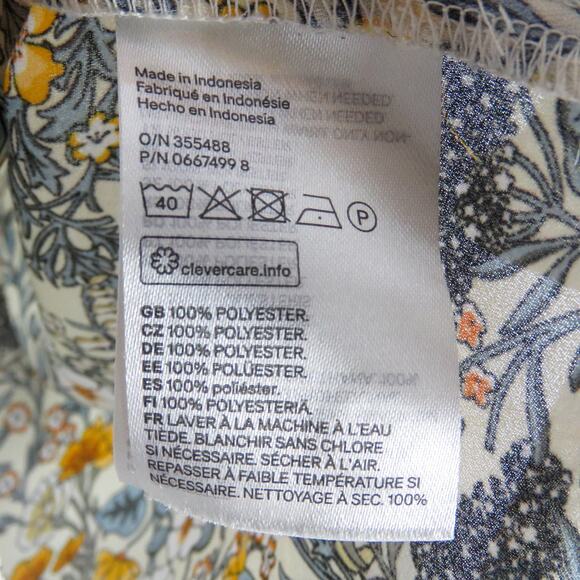 Made in Indonesia
Fabriqué en Indonésie
Hecho en Indonesia
O/N 355488
P/N 0667499 8
40 P
clevercare.info
GB 100% POLYESTER.
CZ 100% POLYESTER.
DE 100% POLYESTER.
EE 100% POLÜESTER.
ES 100% poliéster.
FI 100% POLYESTERIÄ.
FR LAVER À LA MACHINE À L'EAU
TIEDE. BLANCHIR SANS CHLORE
SI NÉCESSAIRE. SÉCHER À L'AIR.
REPASSER À FAIBLE TEMPERATURE SI
NÉCESSAIRE. NETTOYAGE À SEC. 100%